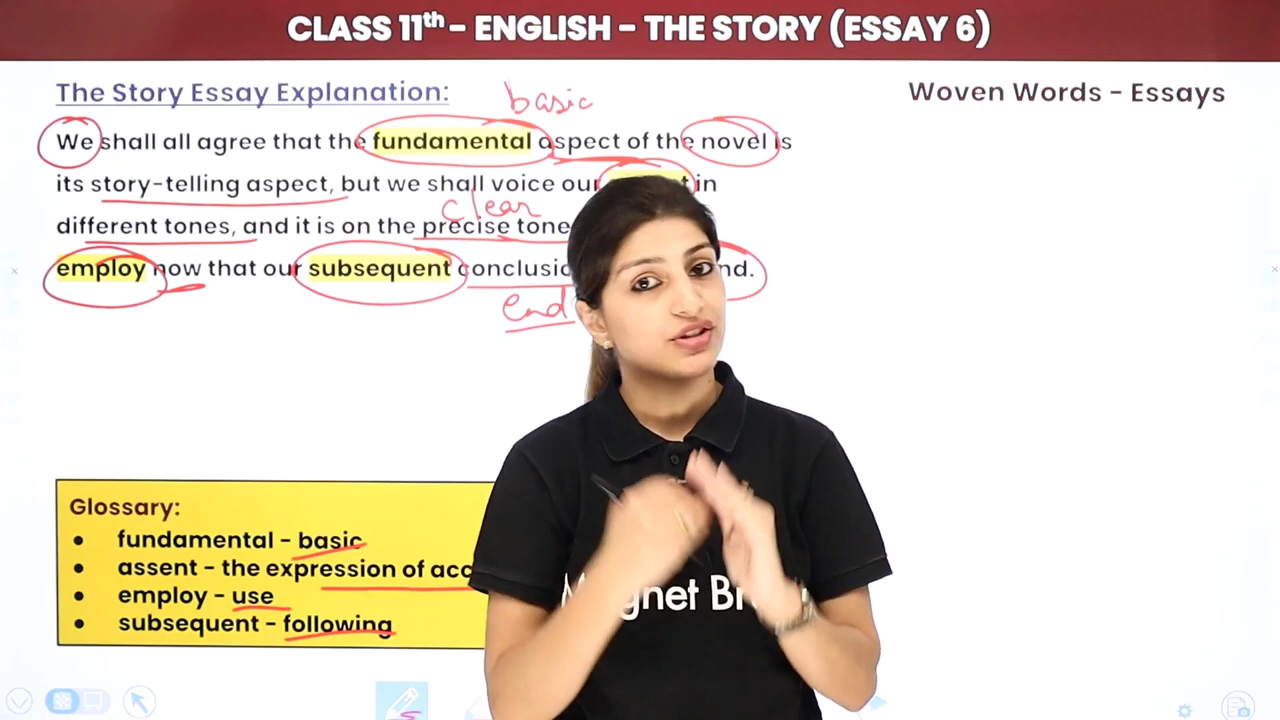 CLASS 11th - ENGLISH - THE STORY (ESSAY 6)
The Story Essay Explanation:
Woven Words - Essays
basic
We shall all agree that the fundamental aspect of the novel is
its story-telling aspect, but we shall voice our in
clear
different tones, and it is on the precise tone
employ now that our subsequent
end
Glossary:
• fundamental - basic
• assent - the expression of
• employ - use
• subsequent - following